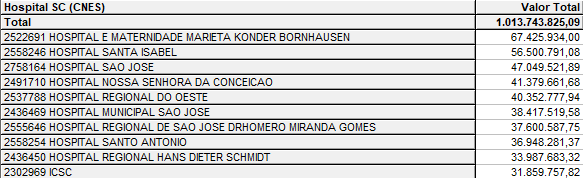 Hospital SC (CNES) Valor Total
Total 1.013.743.825,09
2522691 HOSPITAL E MATERNIDADE MARIETA KONDER BORNHAUSEN 67.425.934,00
2558246 HOSPITAL SANTA ISABEL 56.500.791,08
2758164 HOSPITAL SAO JOSE 47.049.521,89
2491710 HOSPITAL NOSSA SENHORA DA CONCEICAO 41.379.661,68
2537788 HOSPITAL REGIONAL DO OESTE 40.352.777,94
2436469 HOSPITAL MUNICIPAL SAO JOSE 38.417.519,58
2555646 HOSPITAL REGIONAL DE SAO JOSE DRHOMERO MIRANDA GOMES 37.600.587,75
2558254 HOSPITAL SANTO ANTONIO 36.948.281,37
2436450 HOSPITAL REGIONAL HANS DIETER SCHMIDT 33.987.683,32
2302969 ICSC 31.859.757,82